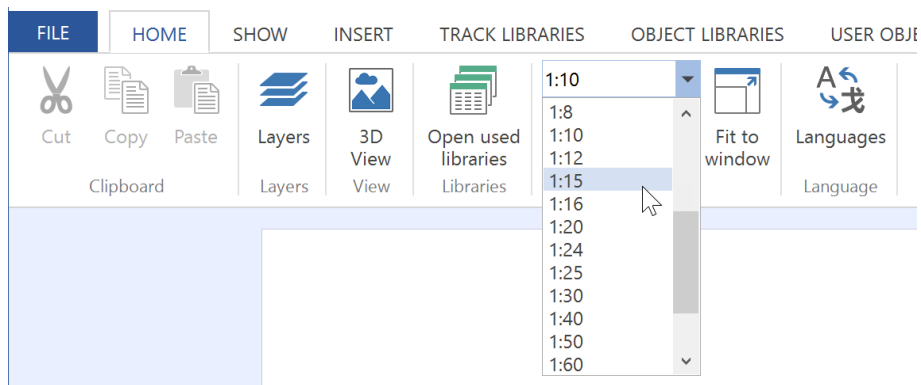 FILE HOME SHOW INSERT TRACK LIBRARIES OBJECT LIBRARIES USER OBJE
Cut Copy Paste
Clipboard
Layers
Layers
3D
View
View
Open used
libraries
Libraries
1:10
1:8
1:10
1:12
1:15
1:16
1:20
1:24
1:25
1:30
1:40
1:50
1:60
Fit to
window
Languages
Language